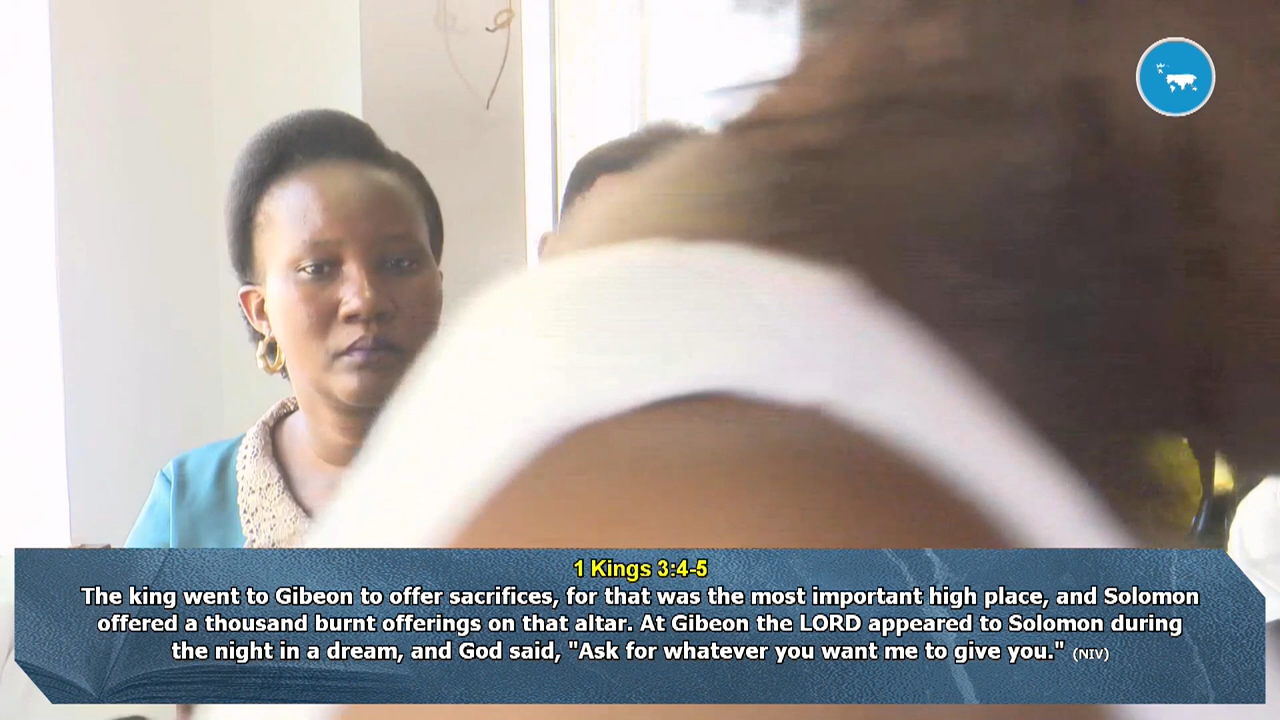 1 Kings 3:4-5
The king went to Gibeon to offer sacrifices, for that was the most important high place, and Solomon
offered a thousand burnt offerings on that altar. At Gibeon the LORD appeared to Solomon during
the night in a dream, and God said, "Ask for whatever you want me to give you." (NIV)